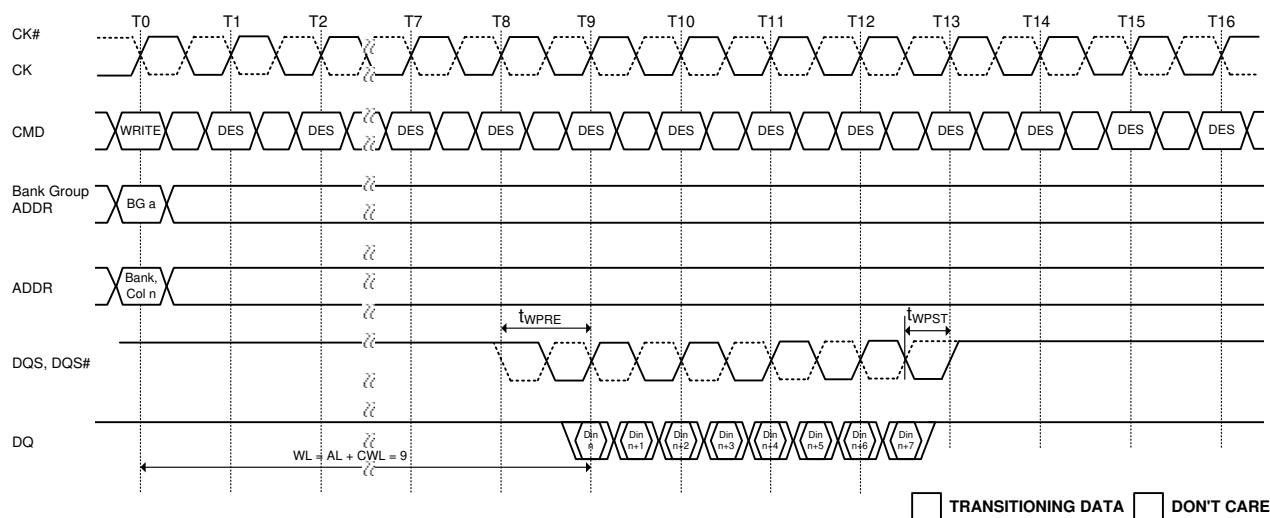 T0 T1 T2 T7 T8 T9 T10 T11 T12 T13 T14 T15 T16
CK#
CK
CMD WRITE DES DES DES DES DES DES DES DES DES DES DES DES
Bank Group
ADDR
BG a
ADDR
Bank,
Col n
tWPRE tWPST
DQS, DQS#
DQ
Din
n
Din
n+1
Din
n+2
Din
n+3
Din
n+4
Din
n+5
Din
n+6
Din
n+7
WL = AL + CWL = 9
TRANSITIONING DATA DON'T CARE